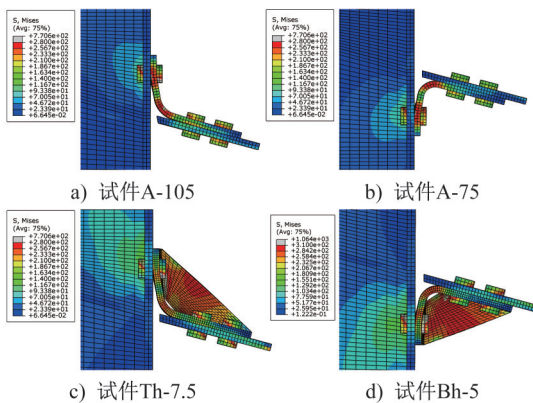 S, Mises
(Avg: 75%)
+7.706e+02
+2.800e+02
+2.567e+02
+2.333e+02
+2.100e+02
+1.867e+02
+1.634e+02
+1.400e+02
+1.167e+02
+9.338e+01
+7.005e+01
+4.672e+01
+2.339e+01
+6.645e-02
a) 试件A-105
S, Mises
(Avg: 75%)
+7.706e+02
+2.800e+02
+2.567e+02
+2.333e+02
+2.100e+02
+1.867e+02
+1.634e+02
+1.400e+02
+1.167e+02
+9.338e+01
+7.005e+01
+4.672e+01
+2.339e+01
+6.645e-02
b) 试件A-75
S, Mises
(Avg: 75%)
+7.706e+02
+2.800e+02
+2.567e+02
+2.333e+02
+2.100e+02
+1.867e+02
+1.634e+02
+1.400e+02
+1.167e+02
+9.338e+01
+7.005e+01
+4.672e+01
+2.339e+01
+6.645e-02
c) 试件Th-7.5
S, Mises
(Avg: 75%)
+1.064e+03
+3.100e+02
+2.842e+02
+2.584e+02
+2.325e+02
+2.067e+02
+1.809e+02
+1.551e+02
+1.292e+02
+1.034e+02
+7.759e+01
+5.177e+01
+2.595e+01
+1.222e-01
d) 试件Bh-5